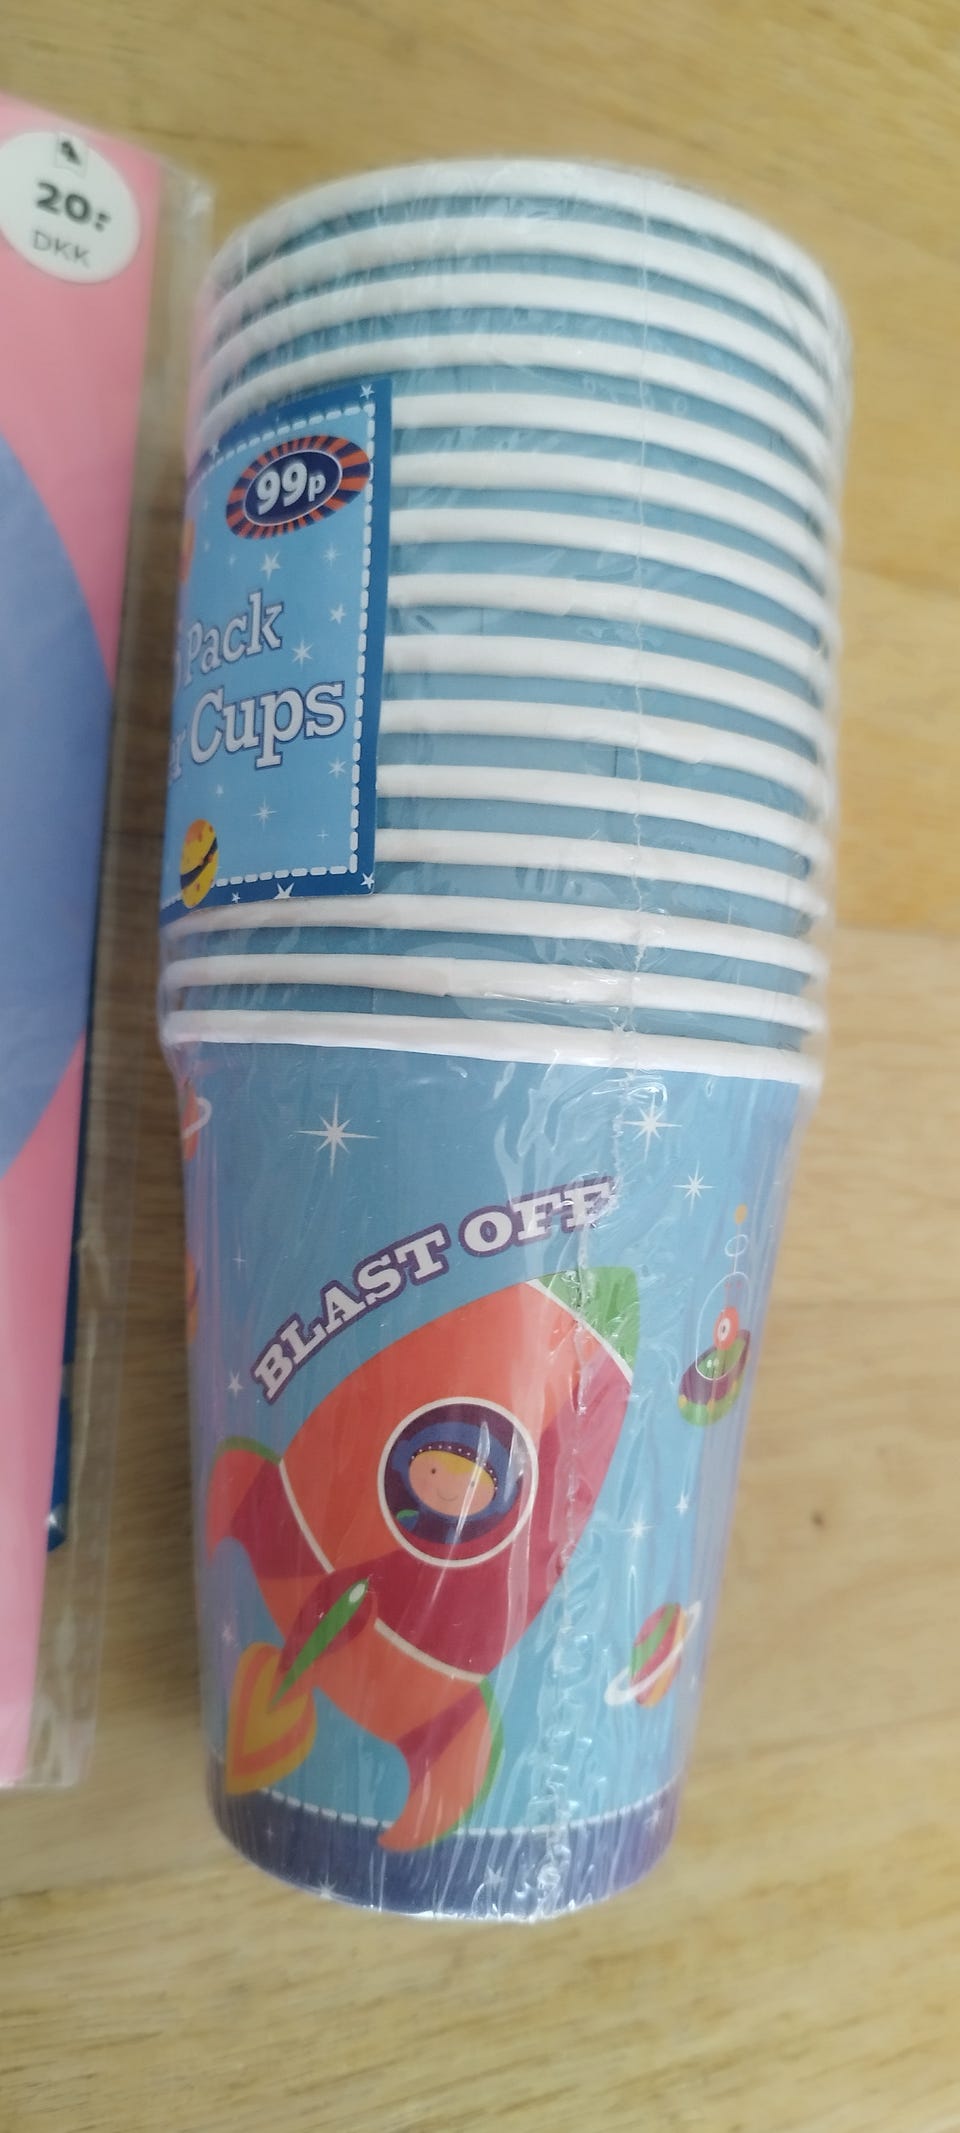 20:
DKK
99p
Pack
Cups
BLAST OFF